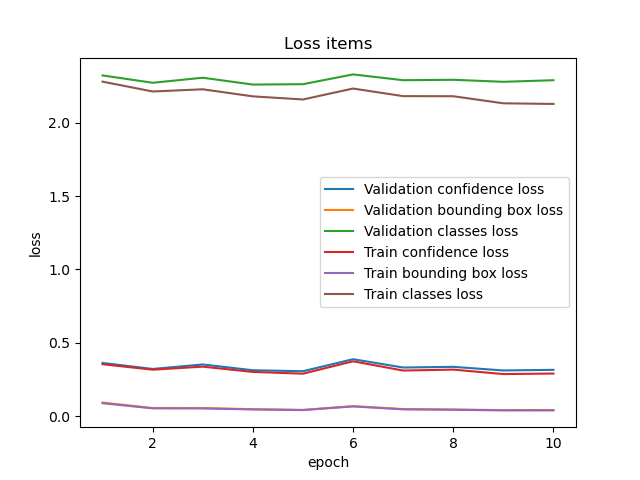 Loss items
2.0
1.5
1.0
0.5
0.0
loss
Validation confidence loss
Validation bounding box loss
Validation classes loss
Train confidence loss
Train bounding box loss
Train classes loss
2
4
6
8
10
epoch